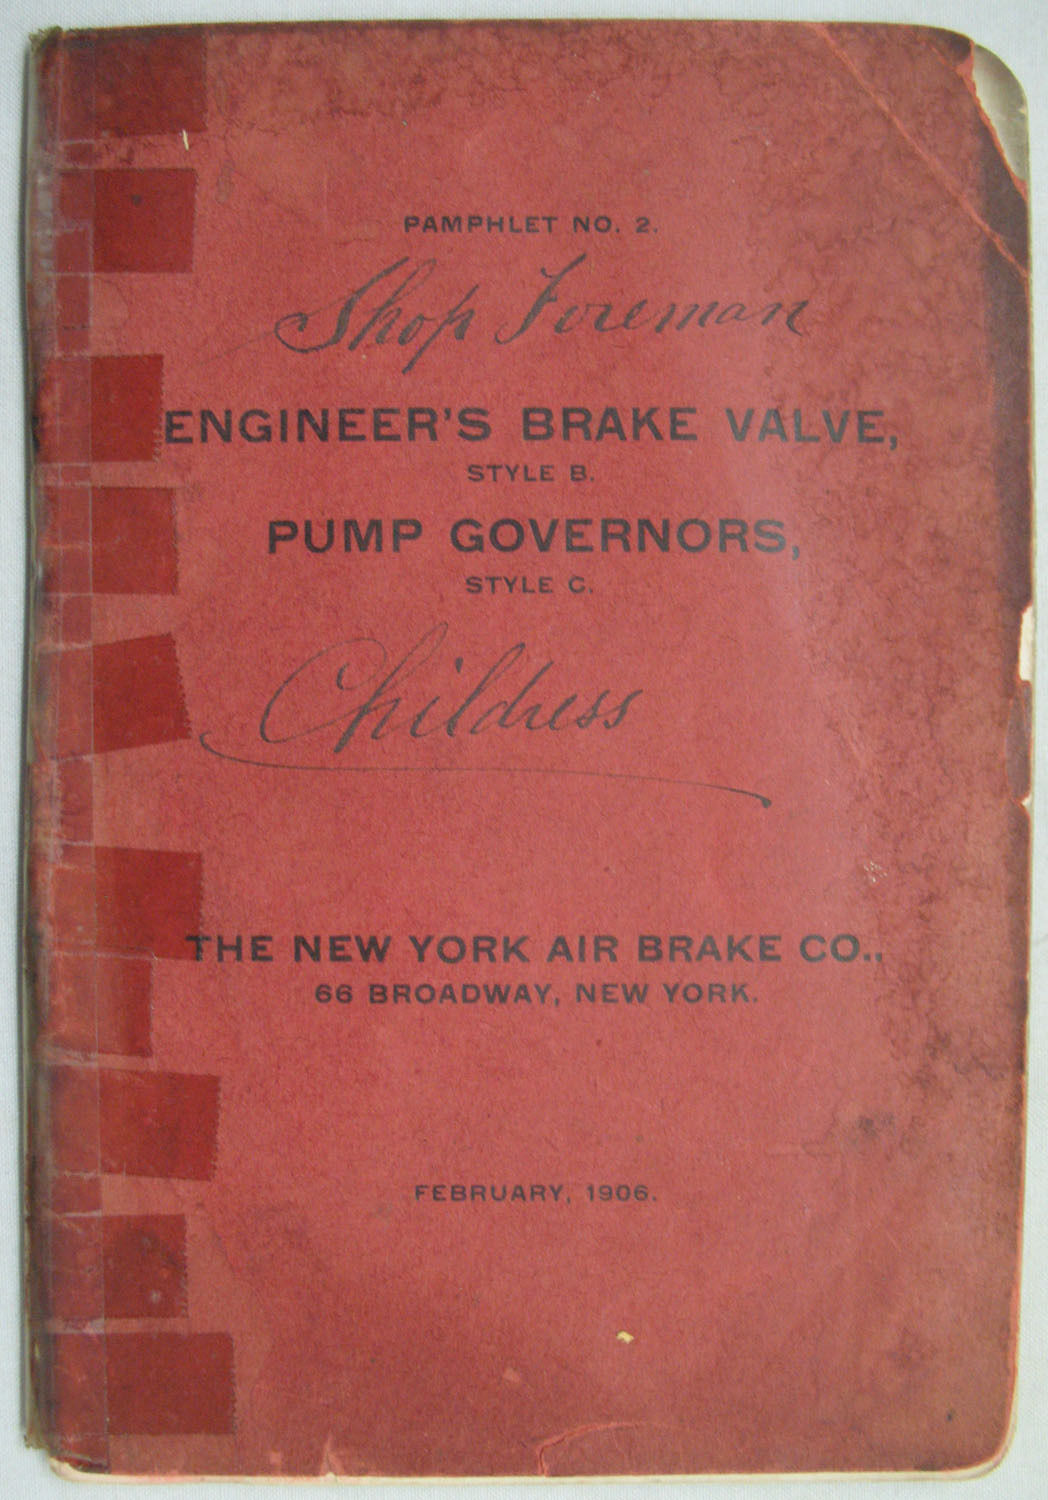 PAMPHLET NO. 2.
Shop Foreman
ENGINEER'S BRAKE VALVE,
STYLE B.
PUMP GOVERNORS,
STYLE C.
Childress
THE NEW YORK AIR BRAKE CO.,
66 BROADWAY, NEW YORK.
FEBRUARY, 1906.